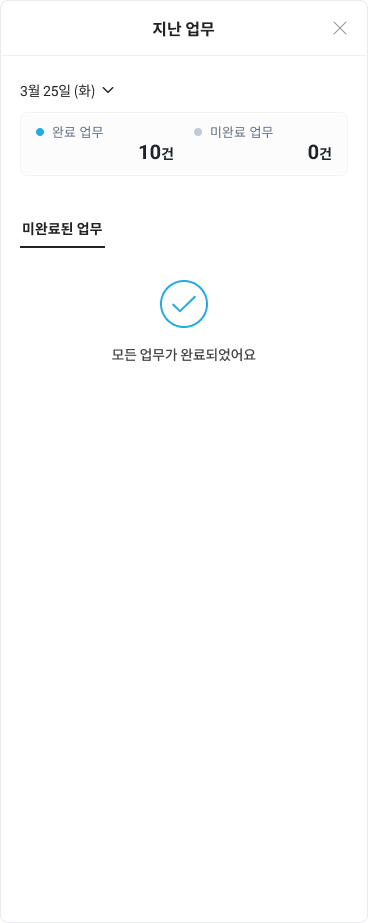 지난 업무
3월 25일 (화)
완료 업무
10건
미완료 업무
0건
미완료된 업무
모든 업무가 완료되었어요